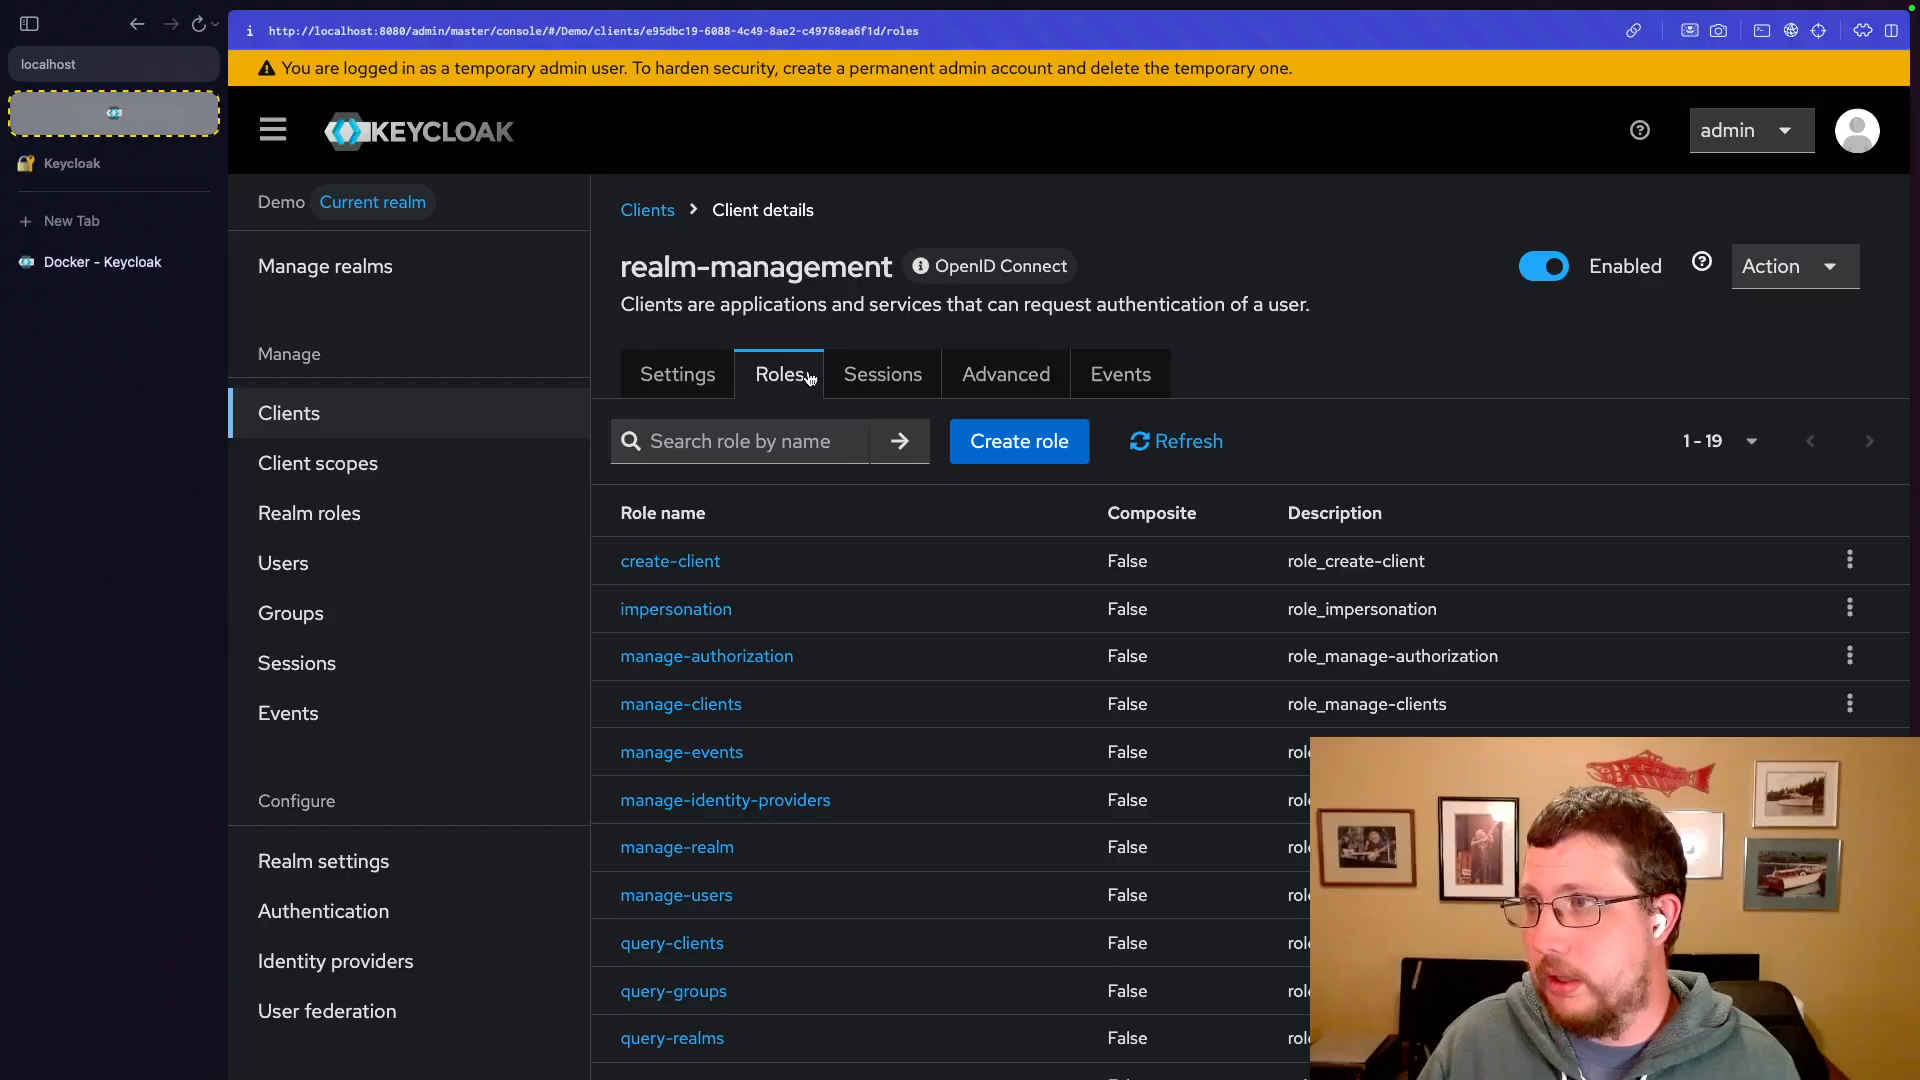 localhost
Keycloak
New Tab
Docker - Keycloak
http://localhost:8080/admin/master/console/#/Demo/clients/e95dbc19-6088-4c49-8ae2-c49768ea6f1d/roles
You are logged in as a temporary admin user. To harden security, create a permanent admin account and delete the temporary one.
KEYCLOAK
admin
Demo Current realm
Manage realms
Manage
Clients
Client scopes
Realm roles
Users
Groups
Sessions
Events
Configure
Realm settings
Authentication
Identity providers
User federation
Clients > Client details
realm-management OpenID Connect
Enabled
Action
Clients are applications and services that can request authentication of a user.
Settings Roles Sessions Advanced Events
Search role by name
Create role
Refresh
1 - 19
Role name Composite Description
create-client False role_create-client
impersonation False role_impersonation
manage-authorization False role_manage-authorization
manage-clients False role_manage-clients
manage-events False
manage-identity-providers False
manage-realm False
manage-users False
query-clients False
query-groups False
query-realms False